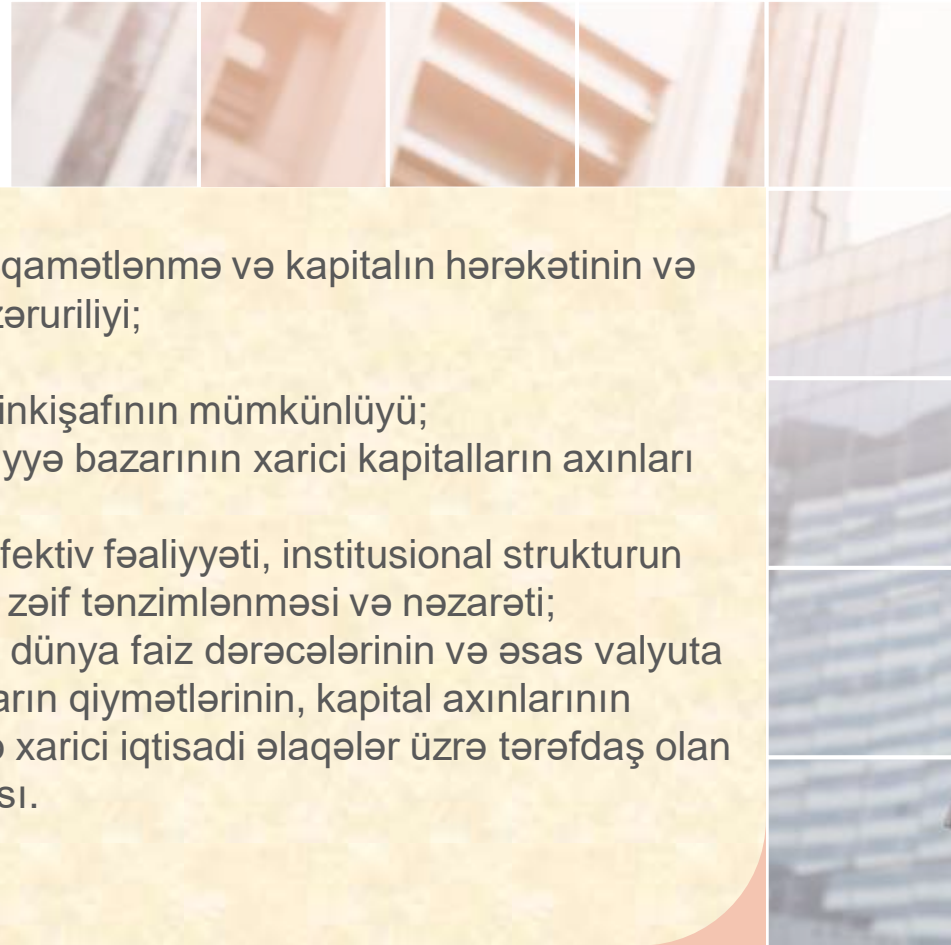 qamətlənmə və kapitalın hərəkətinin və
zəruriliyi;
inkişafının mümkünlüyü;
iyyə bazarının xarici kapitalların axınları
fektiv fəaliyyəti, institusional strukturun
zəif tənzimlənməsi və nəzarəti;
dünya faiz dərəcələrinin və əsas valyuta
arın qiymətlərinin, kapital axınlarının
ə xarici iqtisadi əlaqələr üzrə tərəfdaş olan
sı.